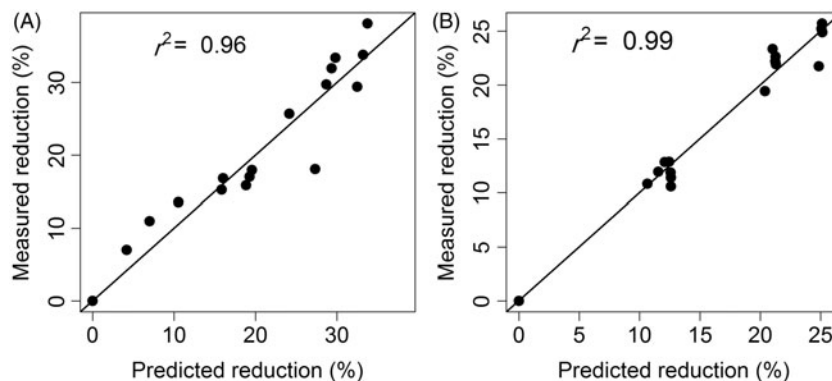 (A)
r²= 0.96
Measured reduction (%)
30
20
10
0
0 10 20 30
Predicted reduction (%)
(B)
r²= 0.99
Measured reduction (%)
25
20
15
10
5
0
0 5 10 15 20 25
Predicted reduction (%)